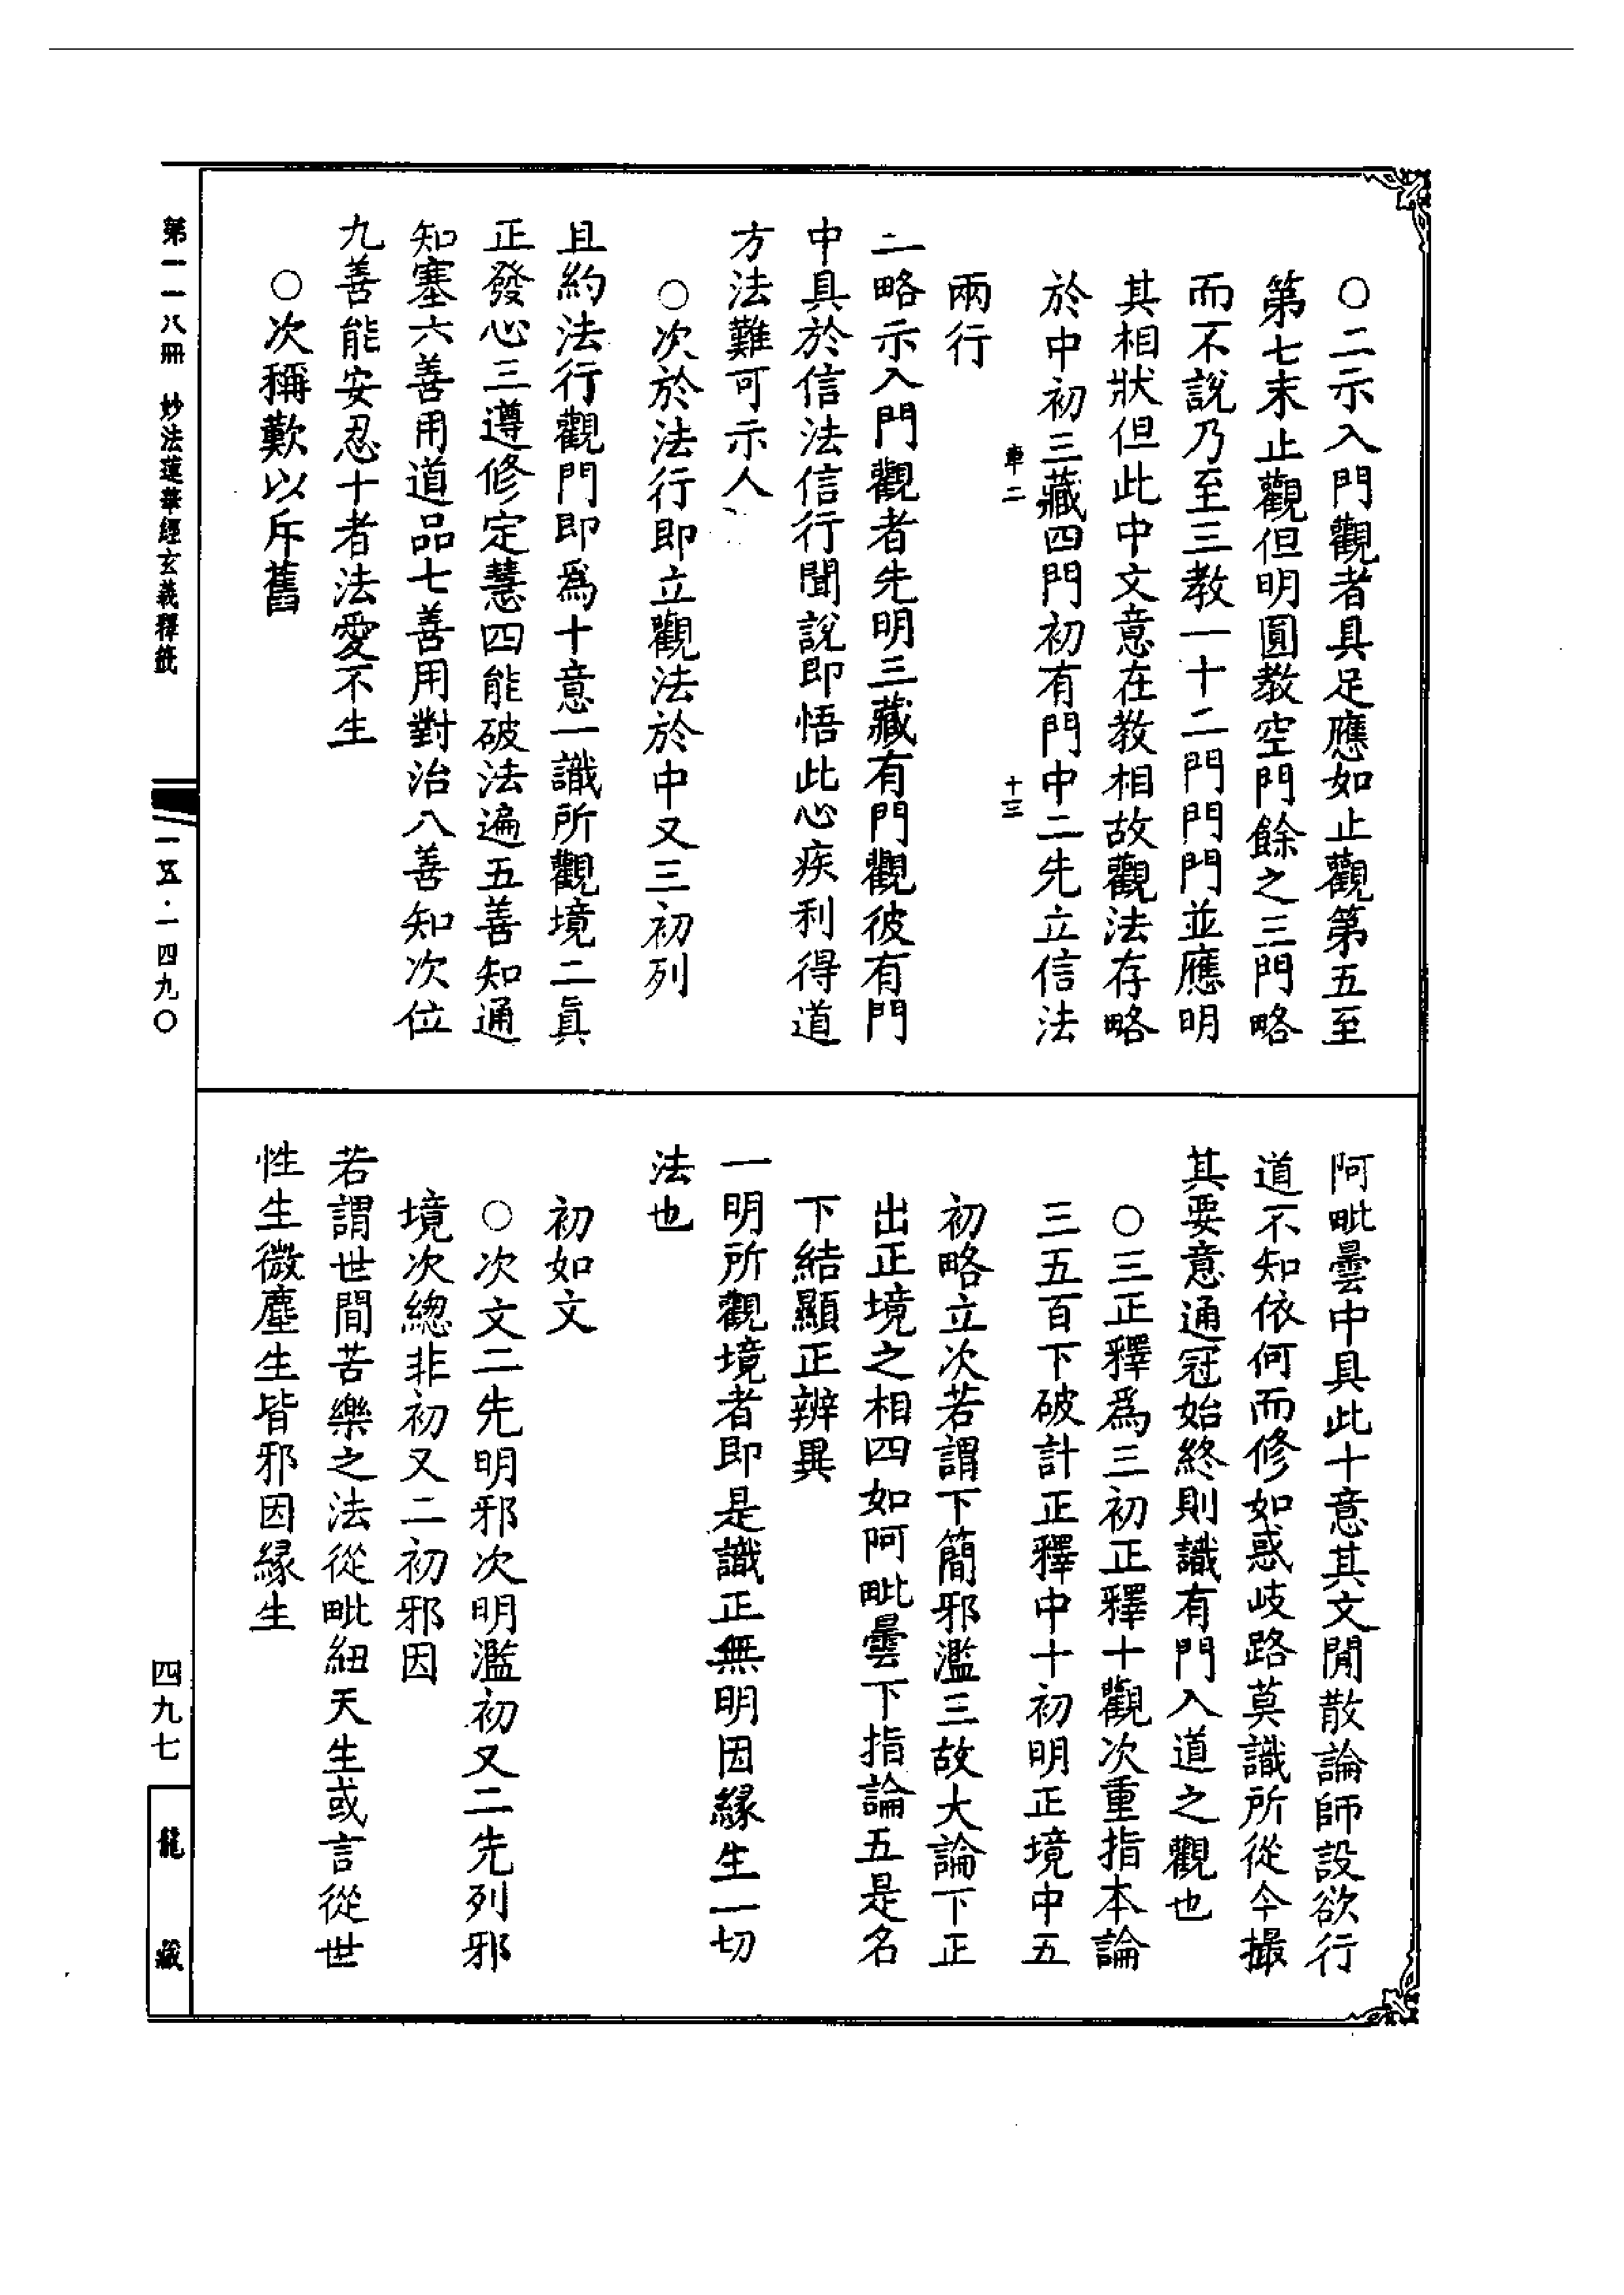 ○二示入門觀者具足應如止觀第五至
第七末止觀但明圓教空門餘之三門略
而不說乃至三教一十二門門門並應明
其相狀但此中文意在教相故觀法存略
於中初三藏四門初有門中二先立信法
車二 十三
兩行
二略示入門觀者先明三藏有門觀彼有門
中具於信法信行聞說即悟此心疾利得道
方法難可示人
○次於法行即立觀法於中又三初列
且約法行觀門即爲十意一識所觀境二眞
正發心三遵修定慧四能破法遍五善知通
知塞六善用道品七善用對治八善知次位
九善能安忍十者法愛不生
○次稱歎以斥舊
阿毗曇中具此十意其文閒散論師設欲行
道不知依何而修如惑岐路莫識所從今撮
其要意通冠始終則識有門入道之觀也
○三正釋爲三初正釋十觀次重指本論
三五百下破計正釋中十初明正境中五
初略立次若謂下簡邪濫三故大論下正
出正境之相四如阿毗曇下指論五是名
下結顯正辨異
一明所觀境者即是識正無明因緣生一切
法也
初如文
○次文二先明邪次明濫初又二先列邪
境次總非初又二初邪因
若謂世間苦樂之法從毗紐天生或言從世
性生微塵生皆邪因緣生
第一一八冊 妙法蓮華經玄義釋籤
一五·一四九〇
四九七
龍藏